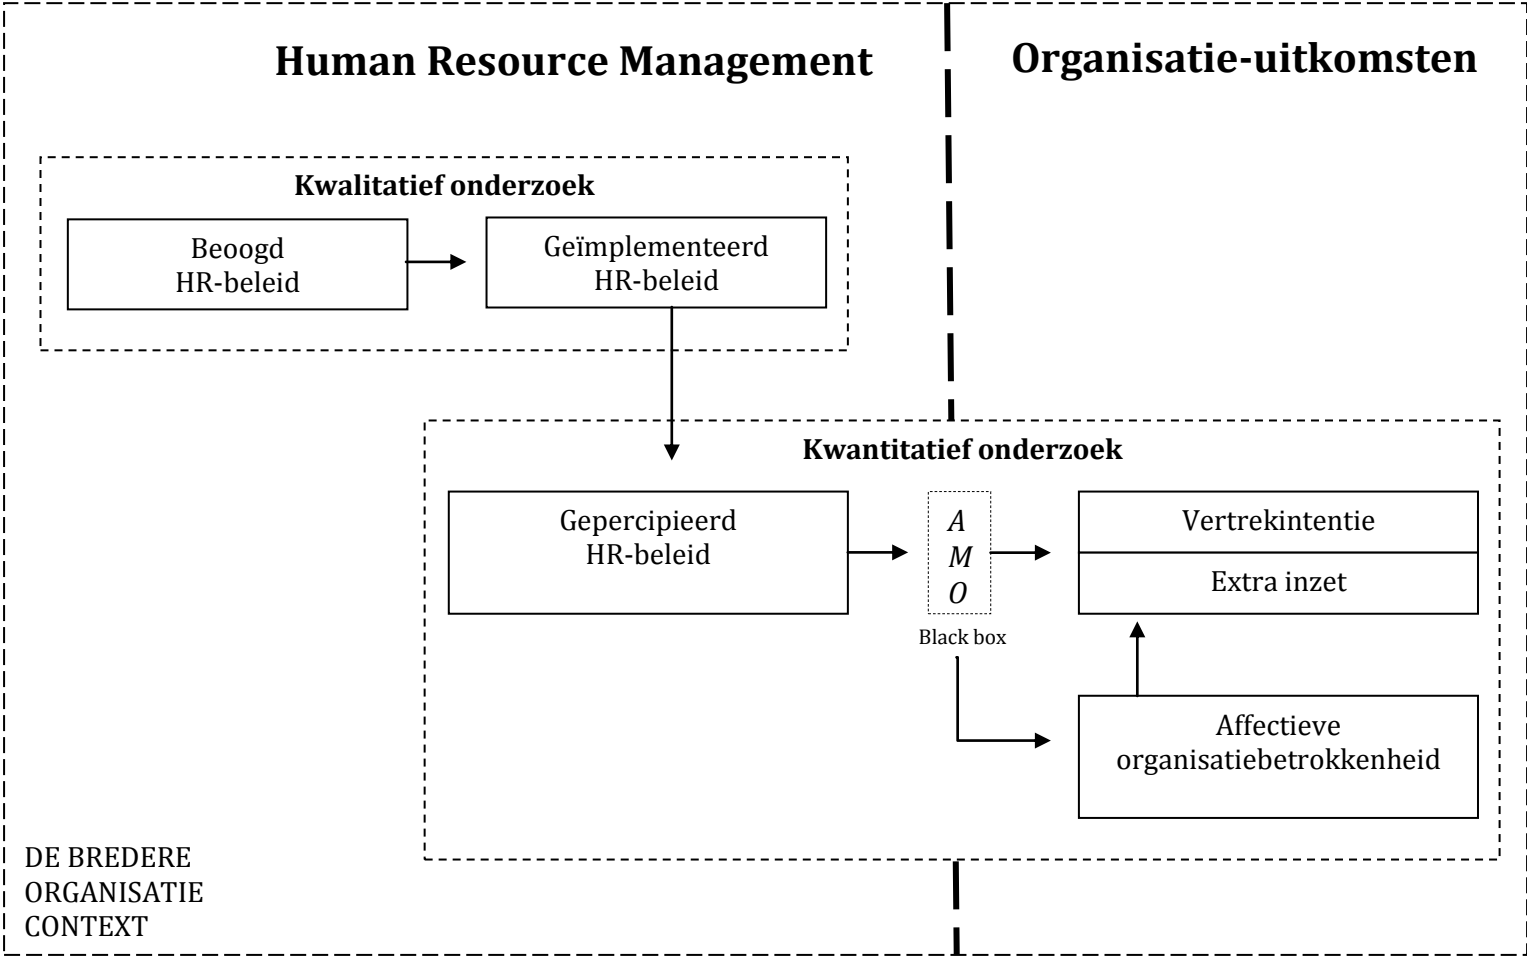 Human Resource Management
Organisatie-uitkomsten
Kwalitatief onderzoek
Beoogd
HR-beleid
Geïmplementeerd
HR-beleid
Kwantitatief onderzoek
Gepercipieerd
HR-beleid
A
M
O
Black box
Vertrekintentie
Extra inzet
Affectieve
organisatiebetrokkenheid
DE BREDERE
ORGANISATIE
CONTEXT